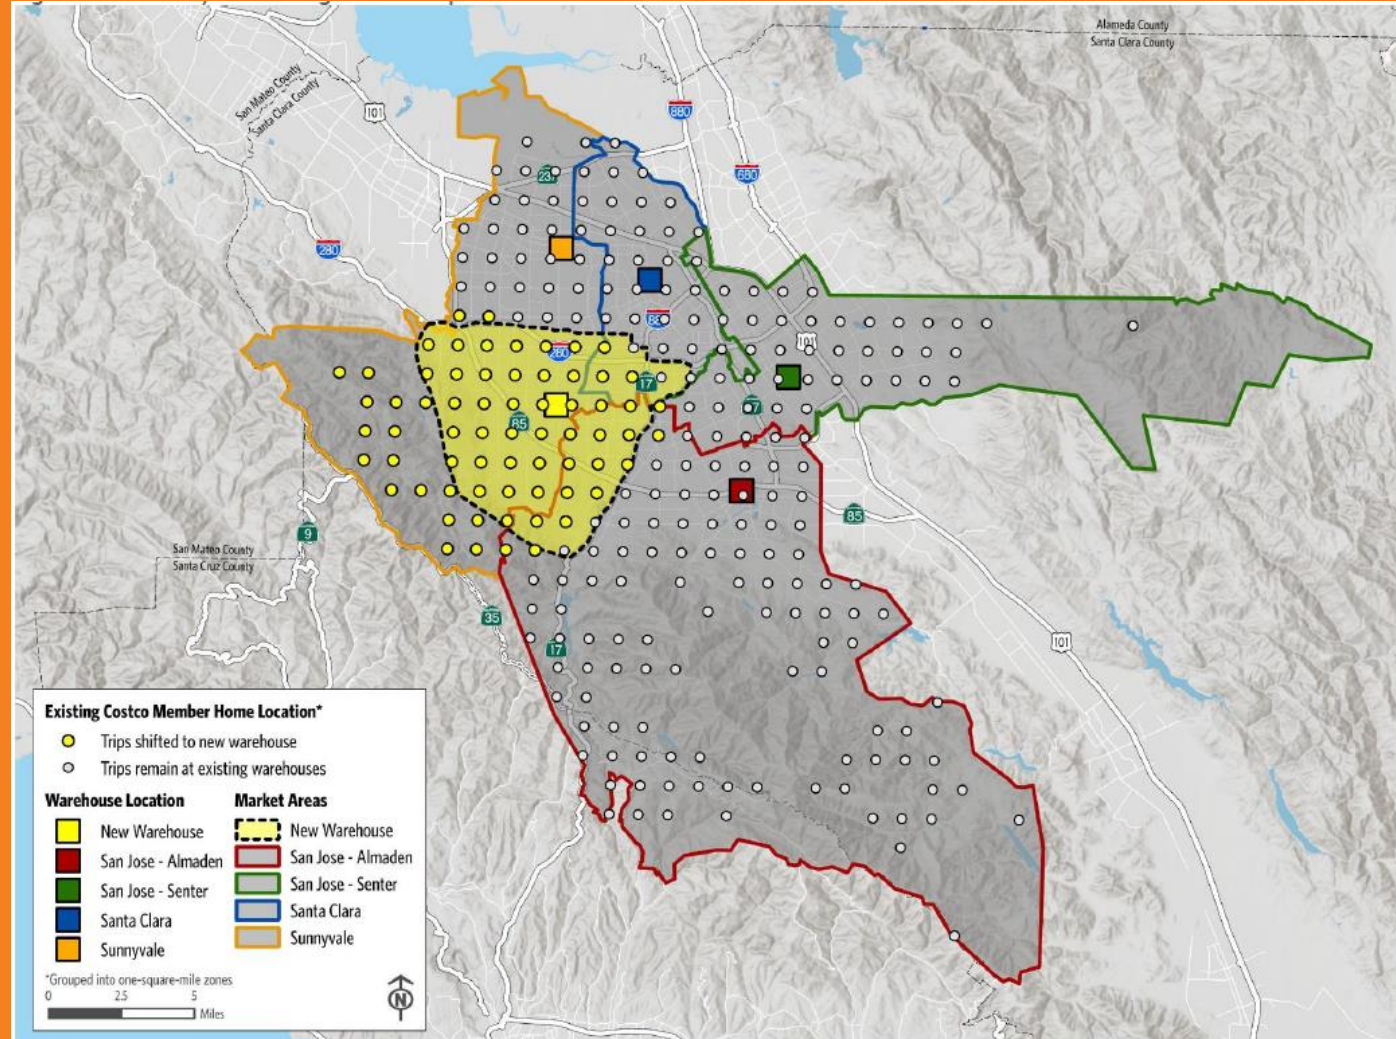 Alameda County
Santa Clara County
San Mateo County
Santa Clara County
101
880
680
237
280
880
101
280
17
87
85
85
9
San Mateo County
Santa Cruz County
35
17
101
Existing Costco Member Home Location*
Trips shifted to new warehouse
Trips remain at existing warehouses
Warehouse Location
New Warehouse
San Jose - Almaden
San Jose - Senter
Santa Clara
Sunnyvale
Market Areas
New Warehouse
San Jose - Almaden
San Jose - Senter
Santa Clara
Sunnyvale
*Grouped into one-square-mile zones
0 2.5 5
Miles
N